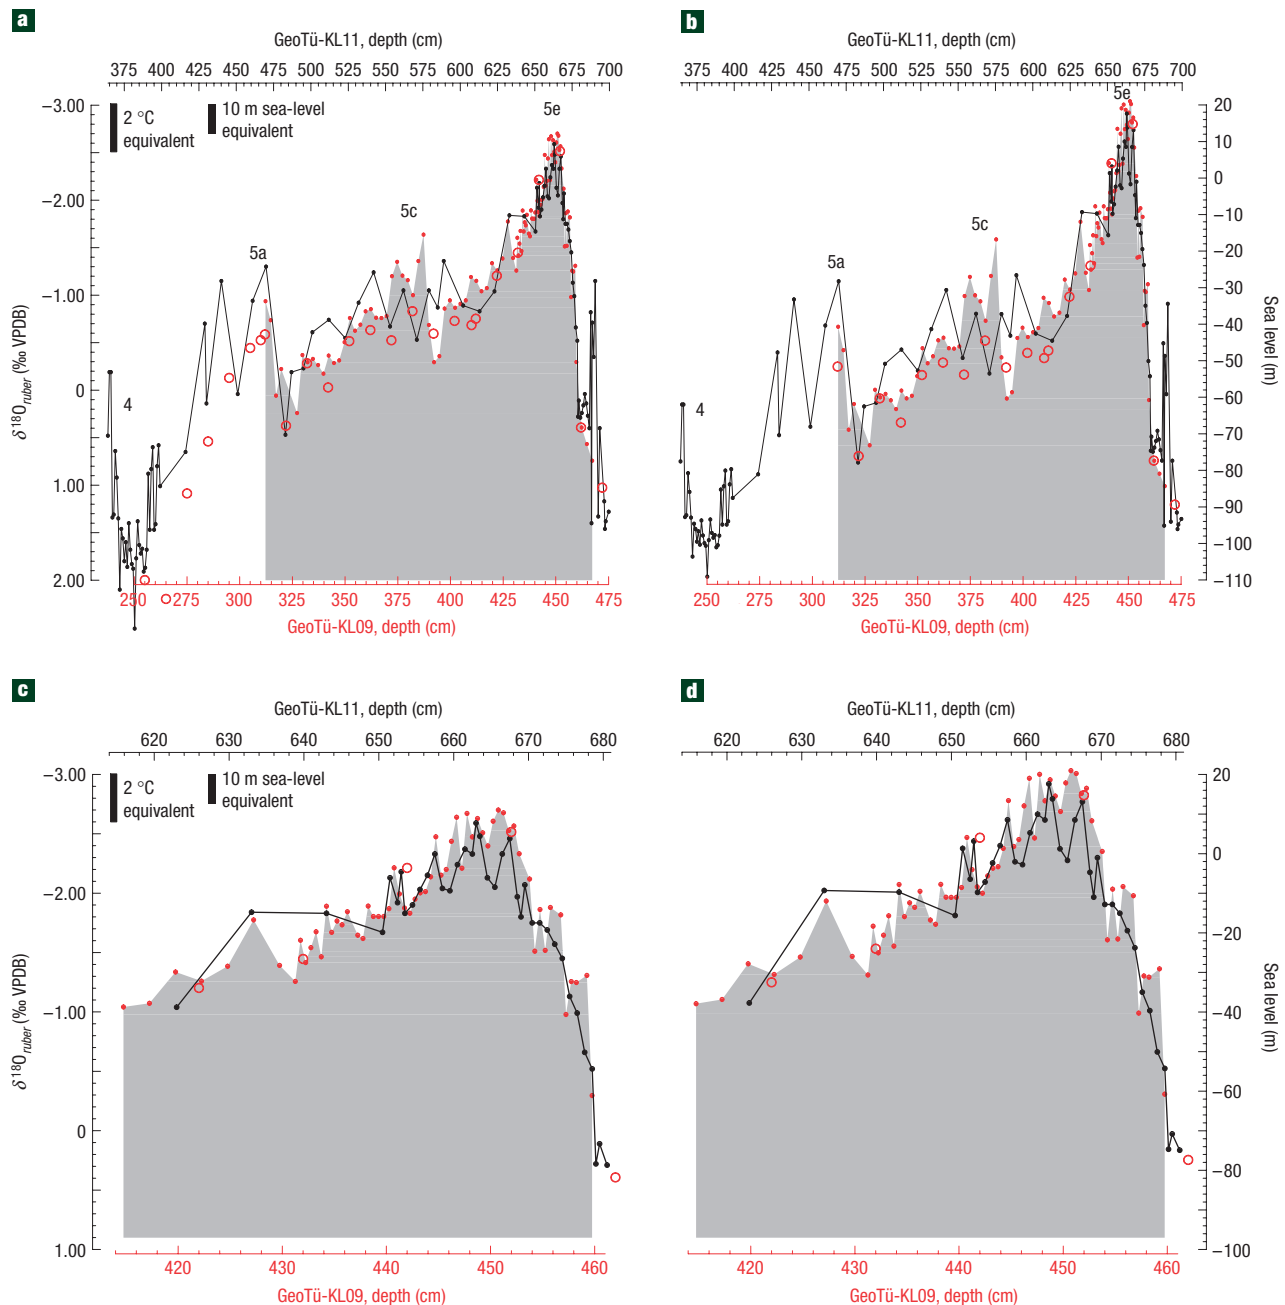 a
GeoTü-KL11, depth (cm)
375 400 425 450 475 500 525 550 575 600 625 650 675 700
−3.00
−2.00
−1.00
0
1.00
2.00
δ18Oruber (‰ VPDB)
2 °C
equivalent
10 m sea-level
equivalent
5e
5c
5a
4
250 275 300 325 350 375 400 425 450 475
GeoTü-KL09, depth (cm)
b
GeoTü-KL11, depth (cm)
375 400 425 450 475 500 525 550 575 600 625 650 675 700
5e
5c
5a
4
20
10
0
−10
−20
−30
−40
−50
−60
−70
−80
−90
−100
−110
Sea level (m)
250 275 300 325 350 375 400 425 450 475
GeoTü-KL09, depth (cm)
c
GeoTü-KL11, depth (cm)
620 630 640 650 660 670 680
−3.00
−2.00
−1.00
0
1.00
δ18Oruber (‰ VPDB)
2 °C
equivalent
10 m sea-level
equivalent
420 430 440 450 460
GeoTü-KL09, depth (cm)
d
GeoTü-KL11, depth (cm)
620 630 640 650 660 670 680
20
0
−20
−40
−60
−80
−100
Sea level (m)
420 430 440 450 460
GeoTü-KL09, depth (cm)